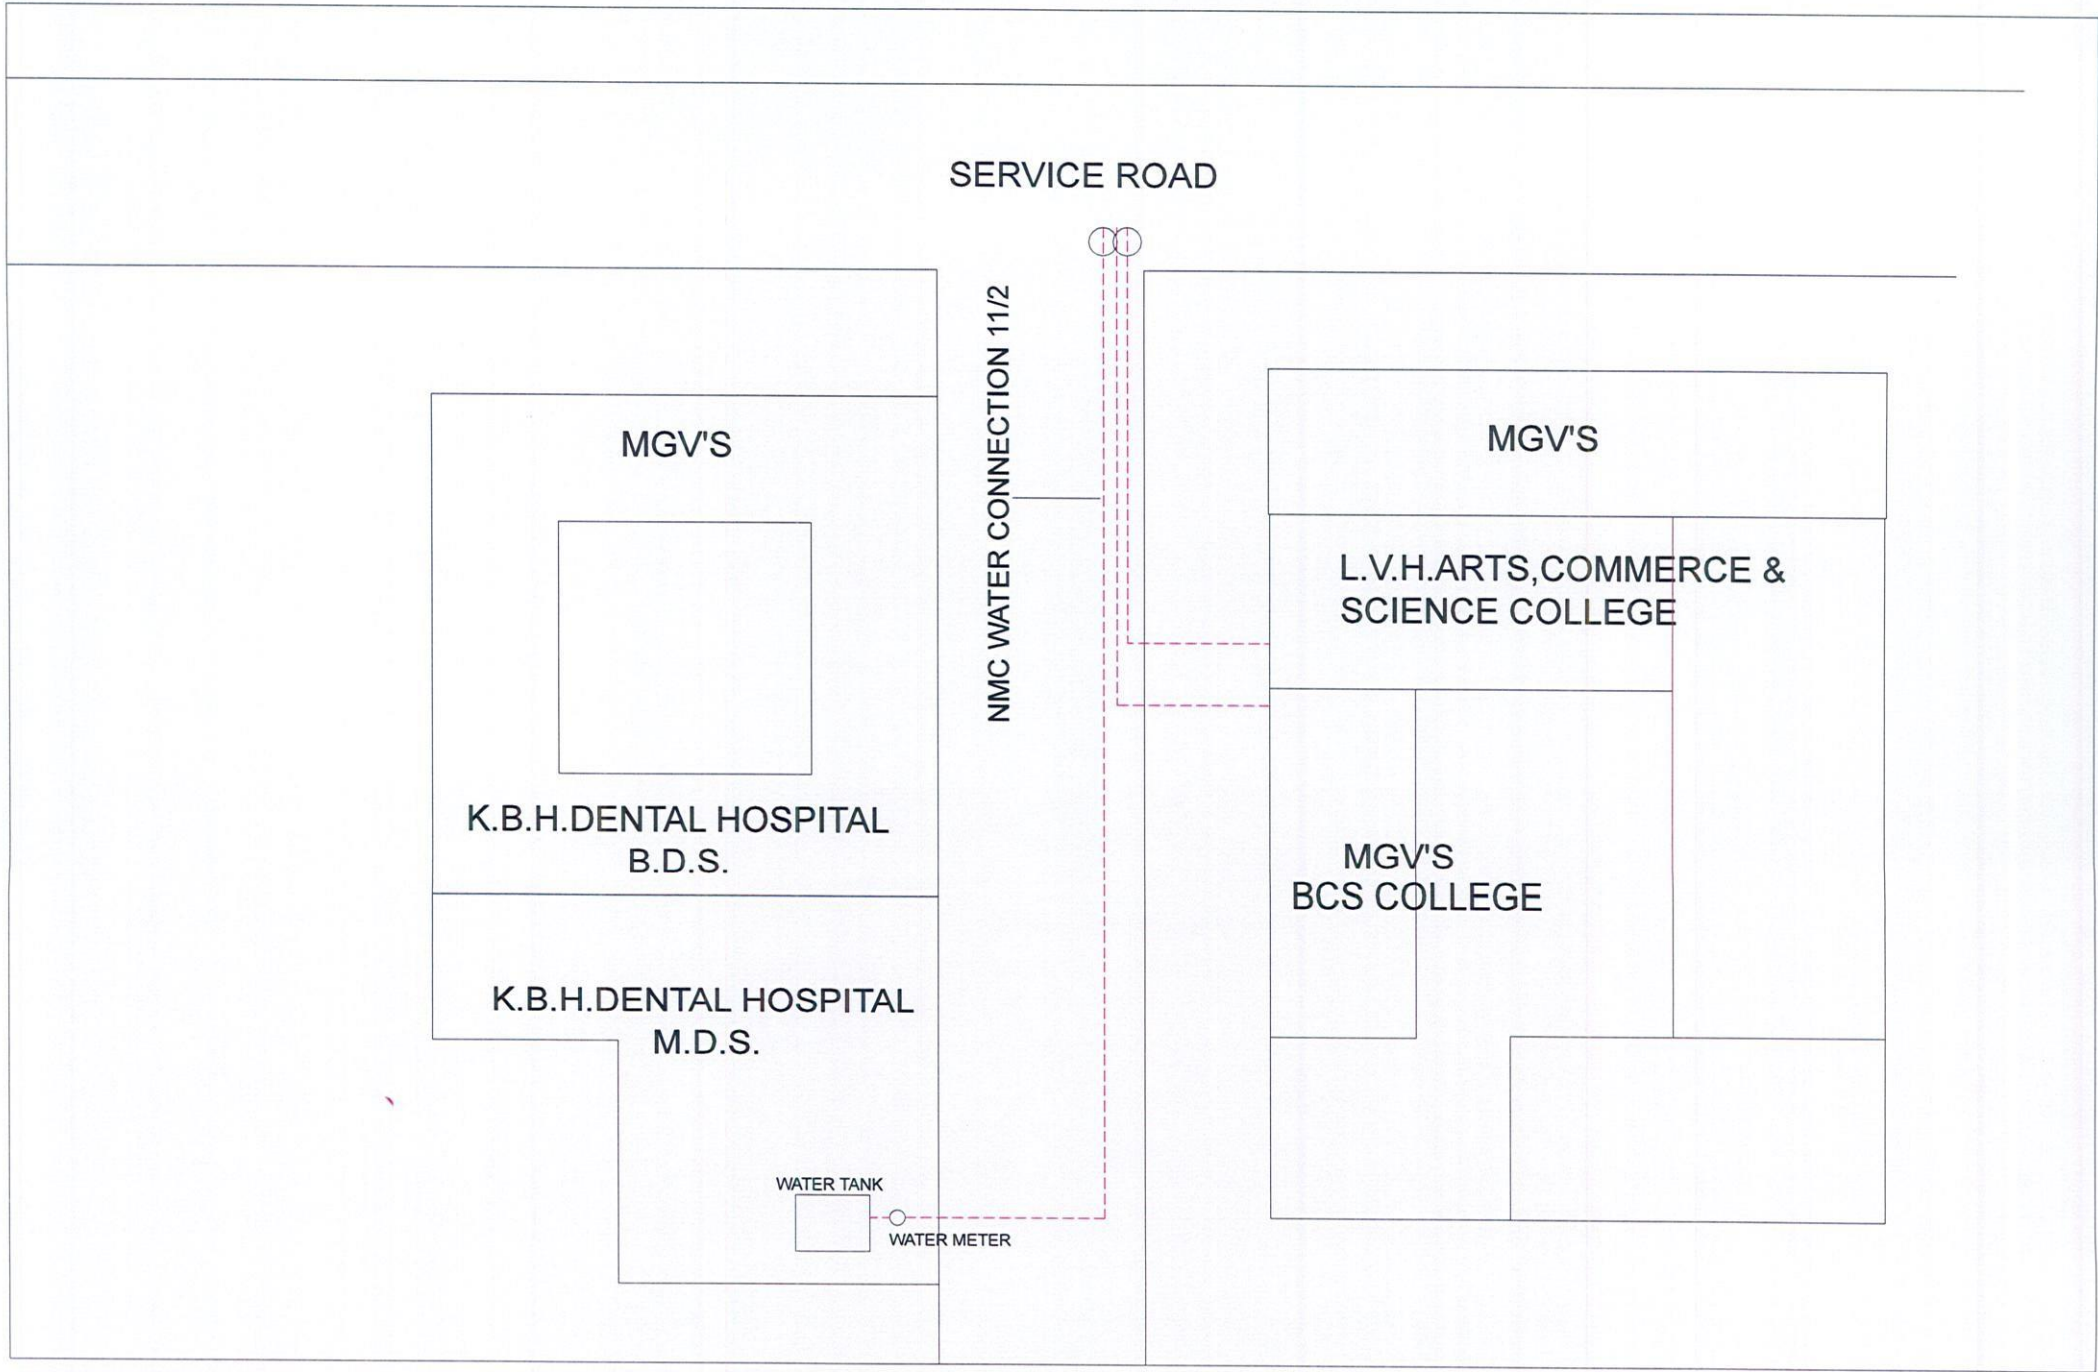 SERVICE ROAD
NMC WATER CONNECTION 11/2
MGV'S
K.B.H.DENTAL HOSPITAL
B.D.S.
K.B.H.DENTAL HOSPITAL
M.D.S.
WATER TANK
WATER METER
MGV'S
L.V.H.ARTS,COMMERCE &
SCIENCE COLLEGE
MGV'S
BCS COLLEGE